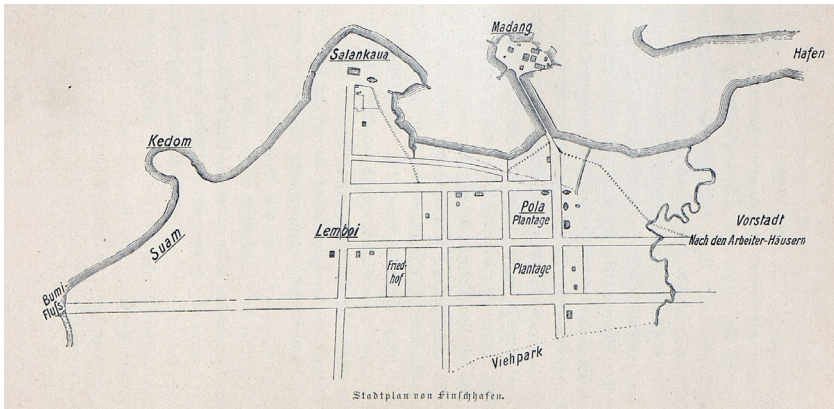 Madang
Salankaua
Hafen
Kedom
Pola
Plantage
Vorstadt
Lemboi
Nach den Arbeiter-Häusern
Suam
Fried-
hof
Plantage
Bumi-
Fluſs
Viehpark
Stadtplan von Finſchhafen.